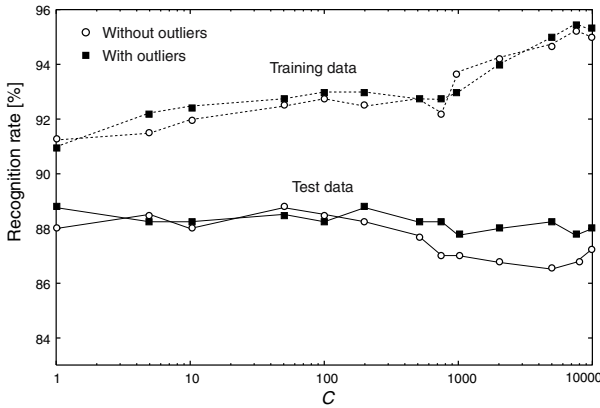 96
94
92
90
88
86
84
Recognition rate [%]
Without outliers
With outliers
Training data
Test data
1
10
100
1000
10000
C